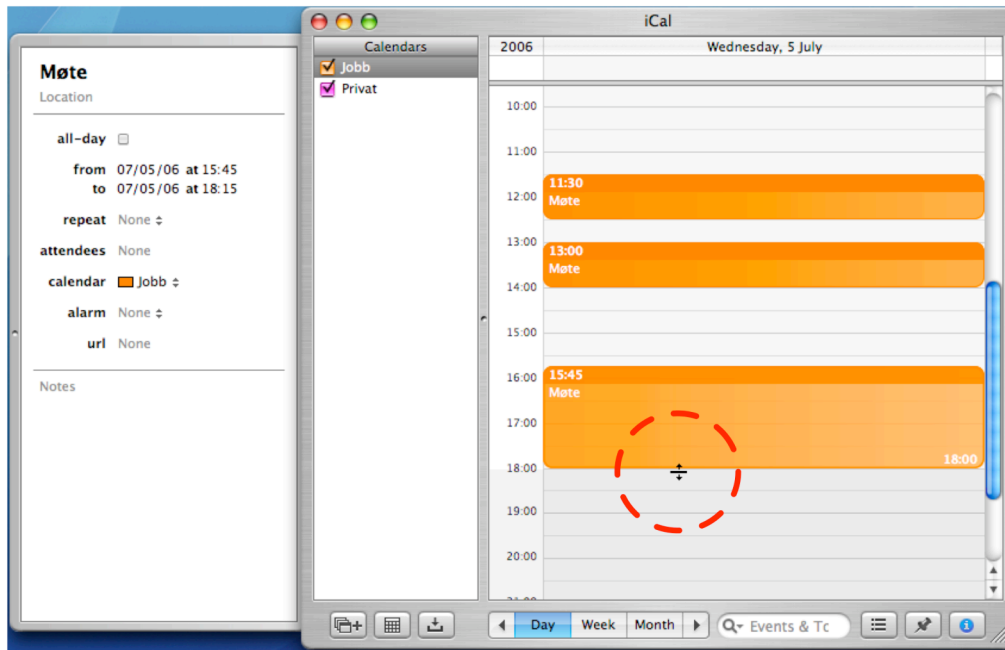 Møte
Location
all-day
from 07/05/06 at 15:45
to 07/05/06 at 18:15
repeat None
attendees None
calendar Jobb
alarm None
url None
Notes
iCal
Calendars
Jobb
Privat
2006 Wednesday, 5 July
10:00
11:00
11:30
12:00 Møte
13:00
13:00
Møte
14:00
15:00
16:00 15:45
Møte
17:00
18:00
18:00
19:00
20:00
Day Week Month Events & Tc